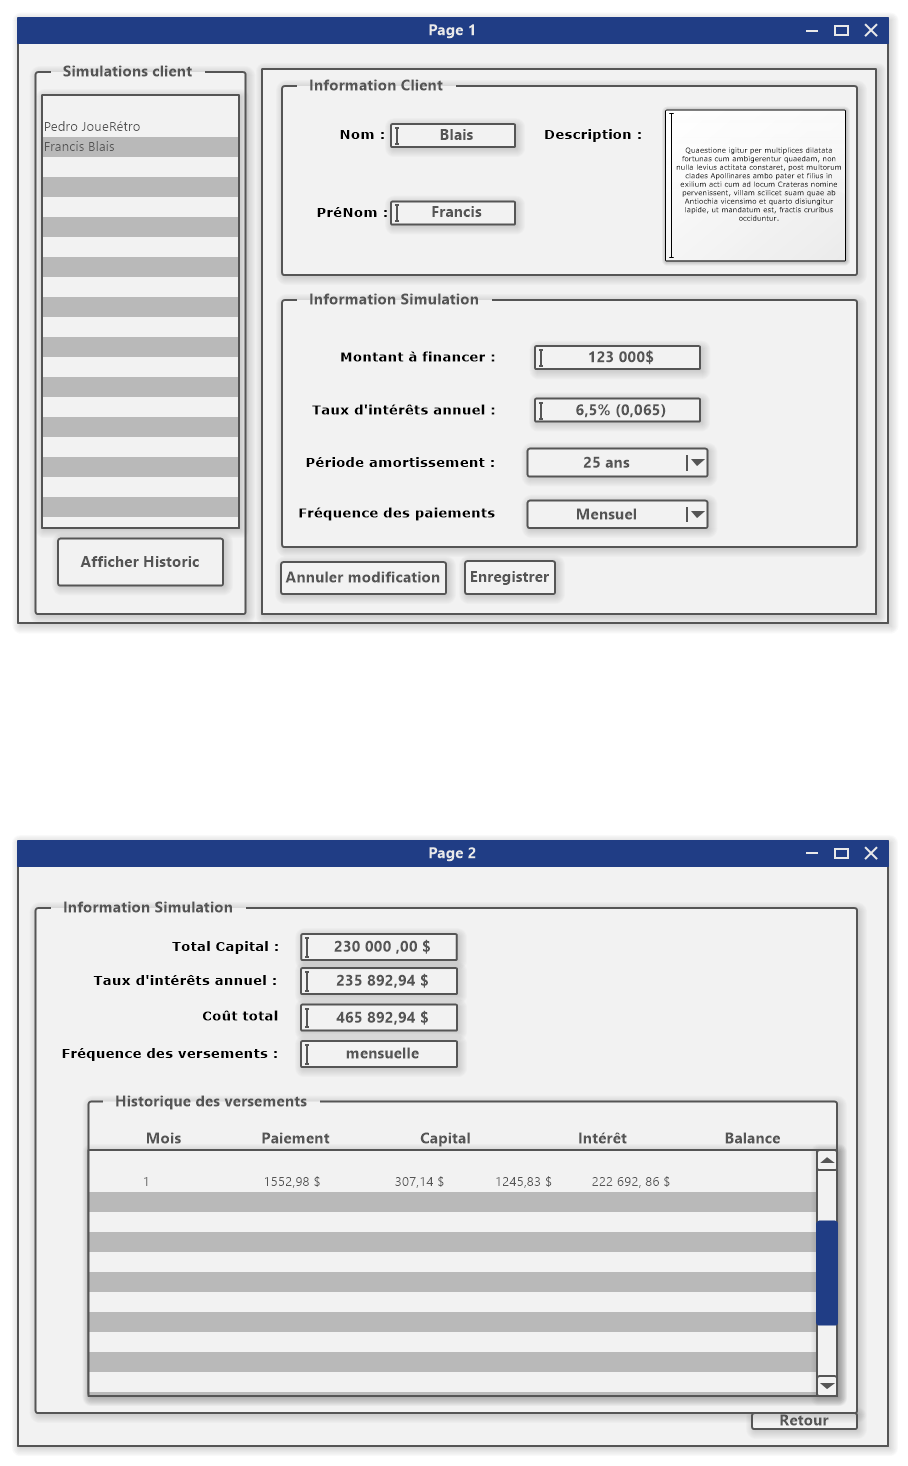 Page 1
Simulations client
Pedro JoueRétro
Francis Blais
Afficher Historic
Information Client
Nom :
Blais
Description :
Quaestione igitur per multiplices dilatata
fortunas cum ambigerentur quaedam, non
nulla levius actitata constaret, post multorum
clades Apollinares ambo pater et filius in
exilium acti cum ad locum Crateras nomine
pervenissent, villam scilicet suam quae ab
Antiochia vicensimo et quarto disiungitur
lapide, ut mandatum est, fractis cruribus
occiduntur.
PréNom :
Francis
Information Simulation
Montant à financer :
123 000$
Taux d'intérêts annuel :
6,5% (0,065)
Période amortissement :
25 ans
Fréquence des paiements
Mensuel
Annuler modification
Enregistrer
Page 2
Information Simulation
Total Capital :
230 000 ,00 $
Taux d'intérêts annuel :
235 892,94 $
Coût total
465 892,94 $
Fréquence des versements :
mensuelle
Historique des versements
Mois Paiement Capital Intérêt Balance
1 1552,98 $ 307,14 $ 1245,83 $ 222 692, 86 $
Retour